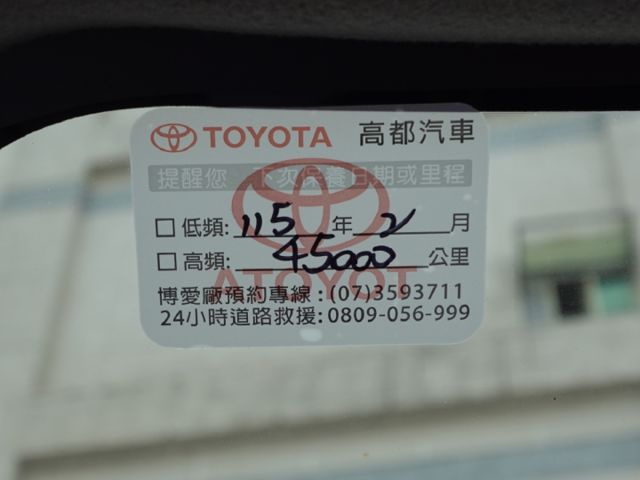 TOYOTA 高都汽車
提醒您 下次保養日期或里程
□低頻: 115 年 2 月
□高頻: 45000 公里
TOYOTA
博愛廠預約專線:(07)3593711
24小時道路救援:0809-056-999